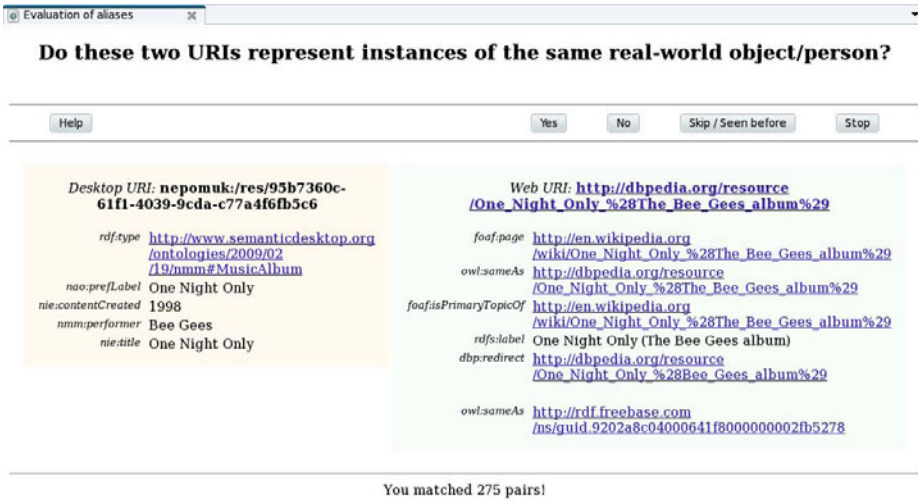 Evaluation of aliases
Do these two URIs represent instances of the same real-world object/person?
Help Yes No Skip / Seen before Stop
Desktop URI: nepomuk:/res/95b7360c-
61f1-4039-9cda-c77a4f6fb5c6
rdf:type http://www.semanticdesktop.org
/ontologies/2009/02
/19/nmm#MusicAlbum
nao:prefLabel One Night Only
nie:contentCreated 1998
nmm:performer Bee Gees
nie:title One Night Only
Web URI: http://dbpedia.org/resource
/One_Night_Only_%28The_Bee_Gees_album%29
foaf:page http://en.wikipedia.org
/wiki/One_Night_Only_%28The_Bee_Gees_album%29
owl:sameAs http://dbpedia.org/resource
/One_Night_Only_%28The_Bee_Gees_album%29
foaf:isPrimaryTopicOf http://en.wikipedia.org
/wiki/One_Night_Only_%28The_Bee_Gees_album%29
rdfs:label One Night Only (The Bee Gees album)
dbp:redirect http://dbpedia.org/resource
/One_Night_Only_%28Bee_Gees_album%29
owl:sameAs http://rdf.freebase.com
/ns/guid.9202a8c04000641f8000000002fb5278
You matched 275 pairs!